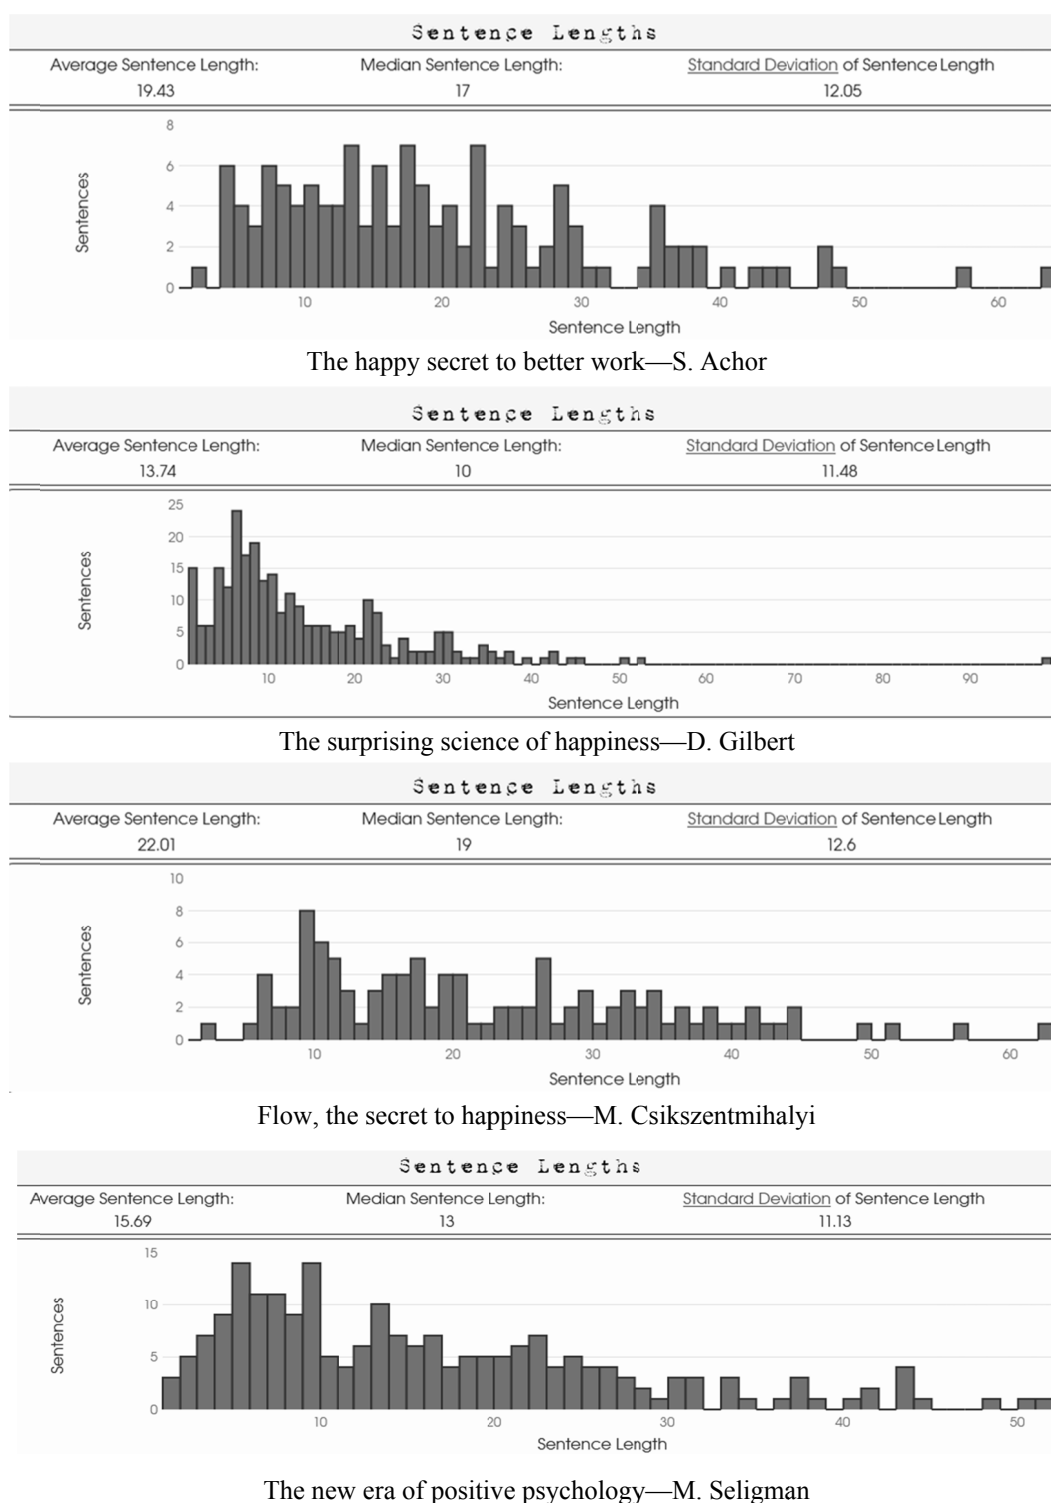 Sentence Lengths
Average Sentence Length: Median Sentence Length: Standard Deviation of Sentence Length
19.43 17 12.05
8
6
4
2
0
Sentences
10 20 30 40 50 60
Sentence Length
The happy secret to better work—S. Achor
Sentence Lengths
Average Sentence Length: Median Sentence Length: Standard Deviation of Sentence Length
13.74 10 11.48
25
20
15
10
5
0
Sentences
10 20 30 40 50 60 70 80 90
Sentence Length
The surprising science of happiness—D. Gilbert
Sentence Lengths
Average Sentence Length: Median Sentence Length: Standard Deviation of Sentence Length
22.01 19 12.6
10
8
6
4
2
0
Sentences
10 20 30 40 50 60
Sentence Length
Flow, the secret to happiness—M. Csikszentmihalyi
Sentence Lengths
Average Sentence Length: Median Sentence Length: Standard Deviation of Sentence Length
15.69 13 11.13
15
10
5
0
Sentences
10 20 30 40 50
Sentence Length
The new era of positive psychology—M. Seligman